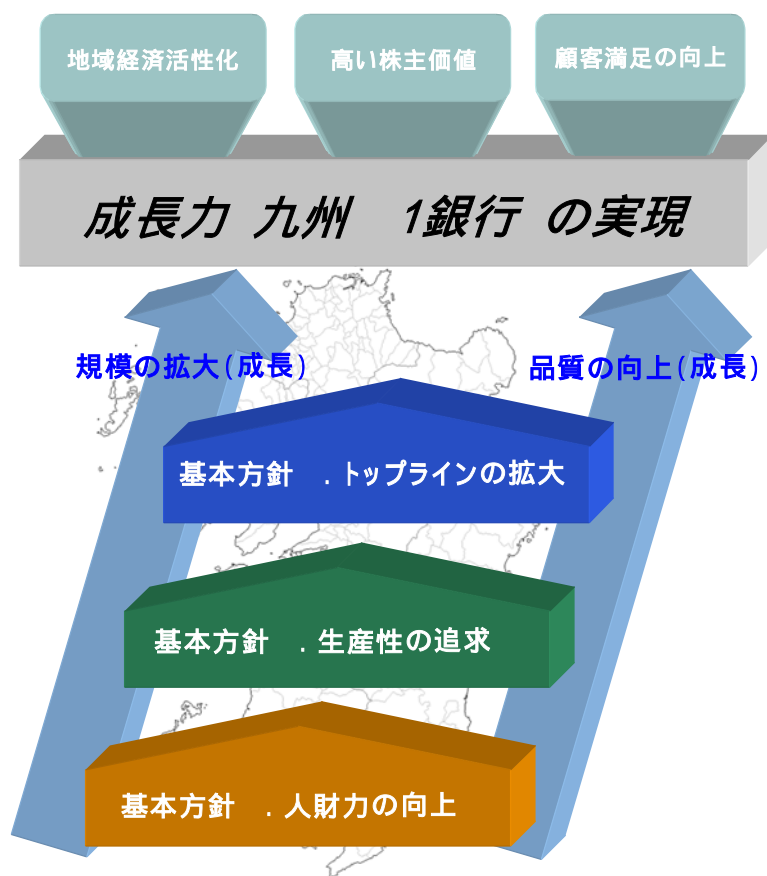 地域経済活性化
高い株主価値
顧客満足の向上
成長力 九州 1銀行 の実現
規模の拡大(成長)
品質の向上(成長)
基本方針 .トップラインの拡大
基本方針 .生産性の追求
基本方針 .人財力の向上